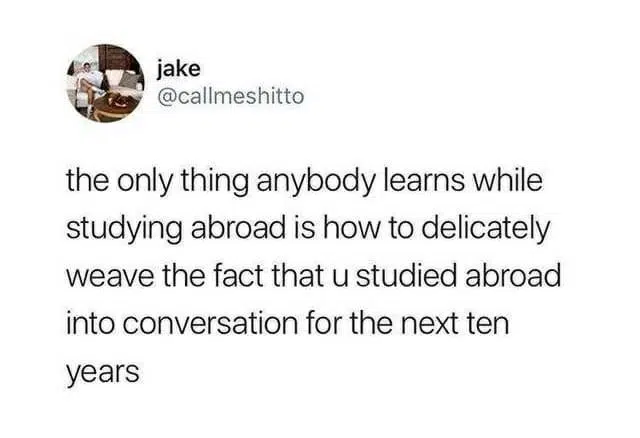 jake
@callmeshitto
the only thing anybody learns while
studying abroad is how to delicately
weave the fact that u studied abroad
into conversation for the next ten
years